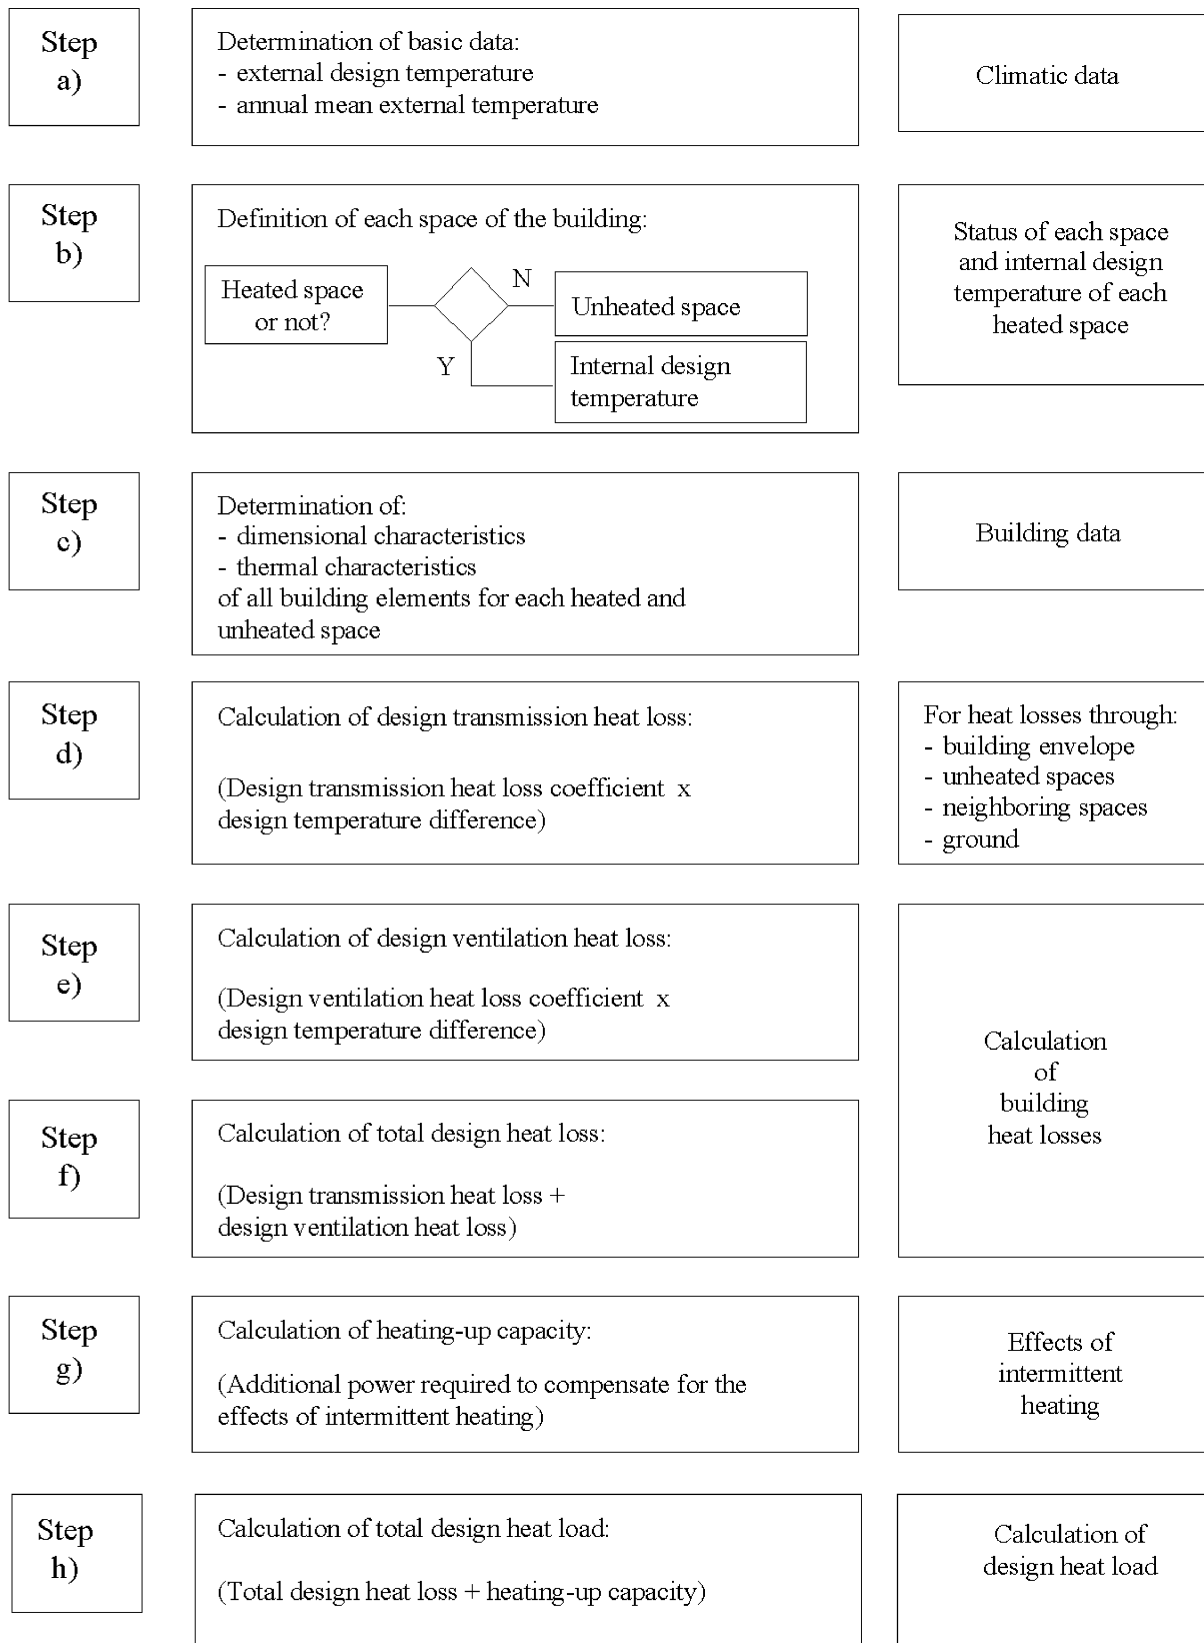 Step
a)
Determination of basic data:
- external design temperature
- annual mean external temperature
Climatic data
Step
b)
Definition of each space of the building:
Heated space
or not?
N
Y
Unheated space
Internal design
temperature
Status of each space
and internal design
temperature of each
heated space
Step
c)
Determination of:
- dimensional characteristics
- thermal characteristics
of all building elements for each heated and
unheated space
Building data
Step
d)
Calculation of design transmission heat loss:
(Design transmission heat loss coefficient x
design temperature difference)
For heat losses through:
- building envelope
- unheated spaces
- neighboring spaces
- ground
Step
e)
Calculation of design ventilation heat loss:
(Design ventilation heat loss coefficient x
design temperature difference)
Calculation
of
building
heat losses
Step
f)
Calculation of total design heat loss:
(Design transmission heat loss +
design ventilation heat loss)
Step
g)
Calculation of heating-up capacity:
(Additional power required to compensate for the
effects of intermittent heating)
Effects of
intermittent
heating
Step
h)
Calculation of total design heat load:
(Total design heat loss + heating-up capacity)
Calculation of
design heat load